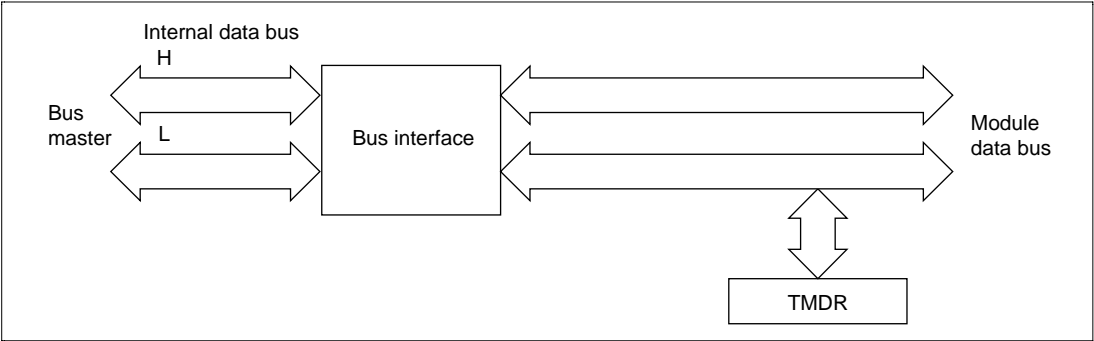 Internal data bus
H
Bus
master
L
Bus interface
Module
data bus
TMDR